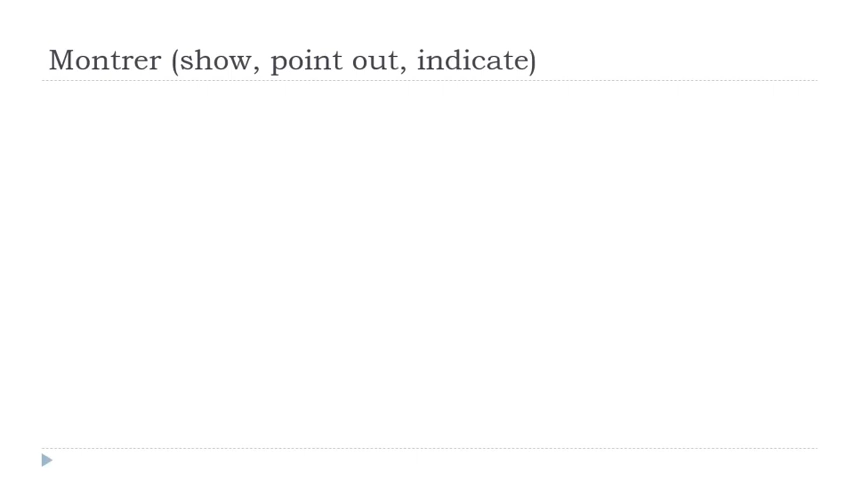 Montrer (show, point out, indicate)